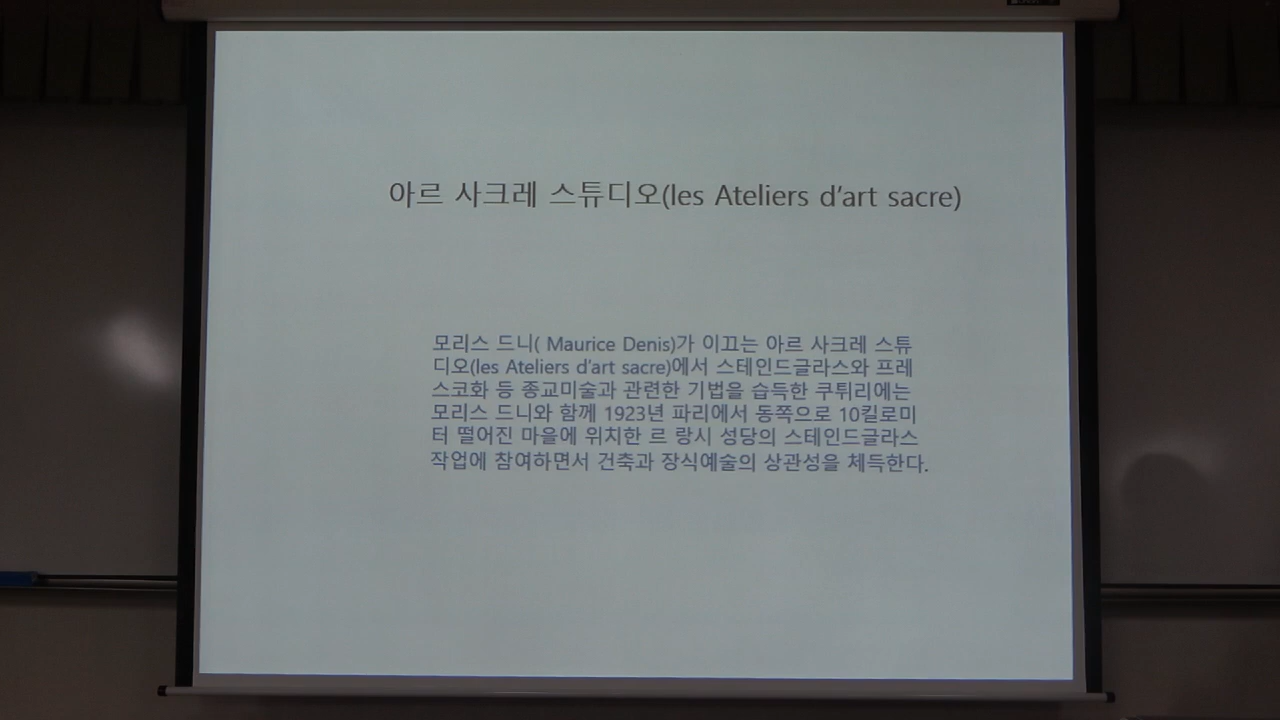 아르 사크레 스튜디오(les Ateliers d’art sacre)
모리스 드니( Maurice Denis)가 이끄는 아르 사크레 스튜
디오(les Ateliers d’art sacre)에서 스테인드글라스와 프레
스코화 등 종교미술과 관련한 기법을 습득한 쿠튀리에는
모리스 드니와 함께 1923년 파리에서 동쪽으로 10킬로미
터 떨어진 마을에 위치한 르 랑시 성당의 스테인드글라스
작업에 참여하면서 건축과 장식예술의 상관성을 체득한다.